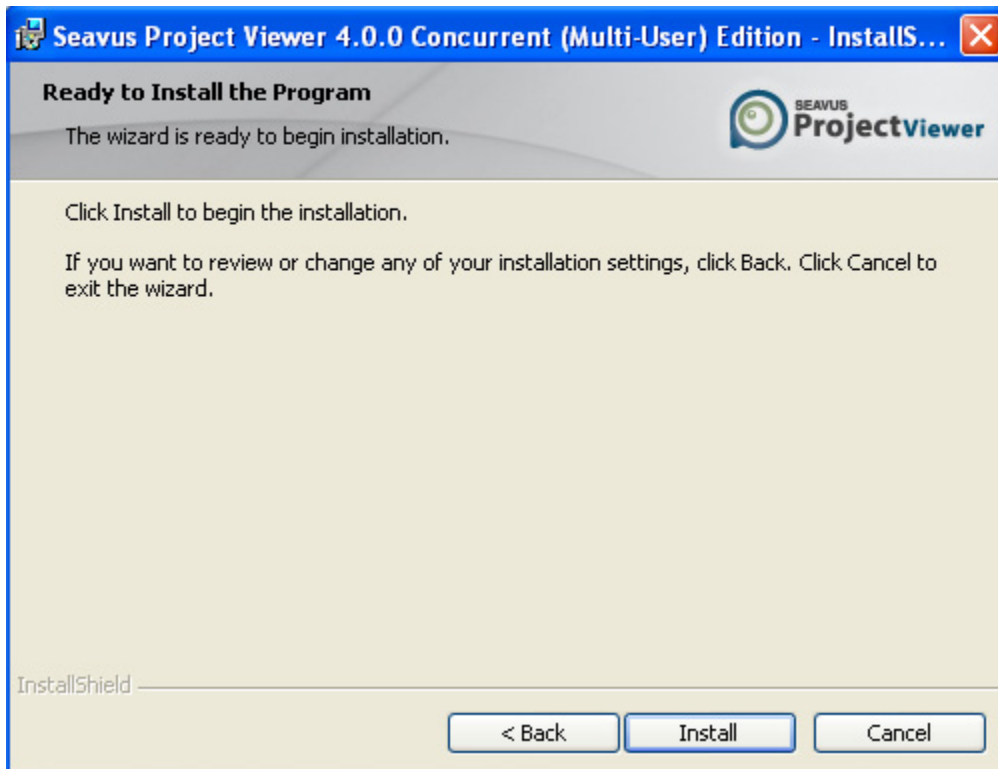 Seavus Project Viewer 4.0.0 Concurrent (Multi-User) Edition - InstallS...
Ready to Install the Program
The wizard is ready to begin installation.
SEAVUS
ProjectViewer
Click Install to begin the installation.
If you want to review or change any of your installation settings, click Back. Click Cancel to
exit the wizard.
InstallShield
< Back
Install
Cancel